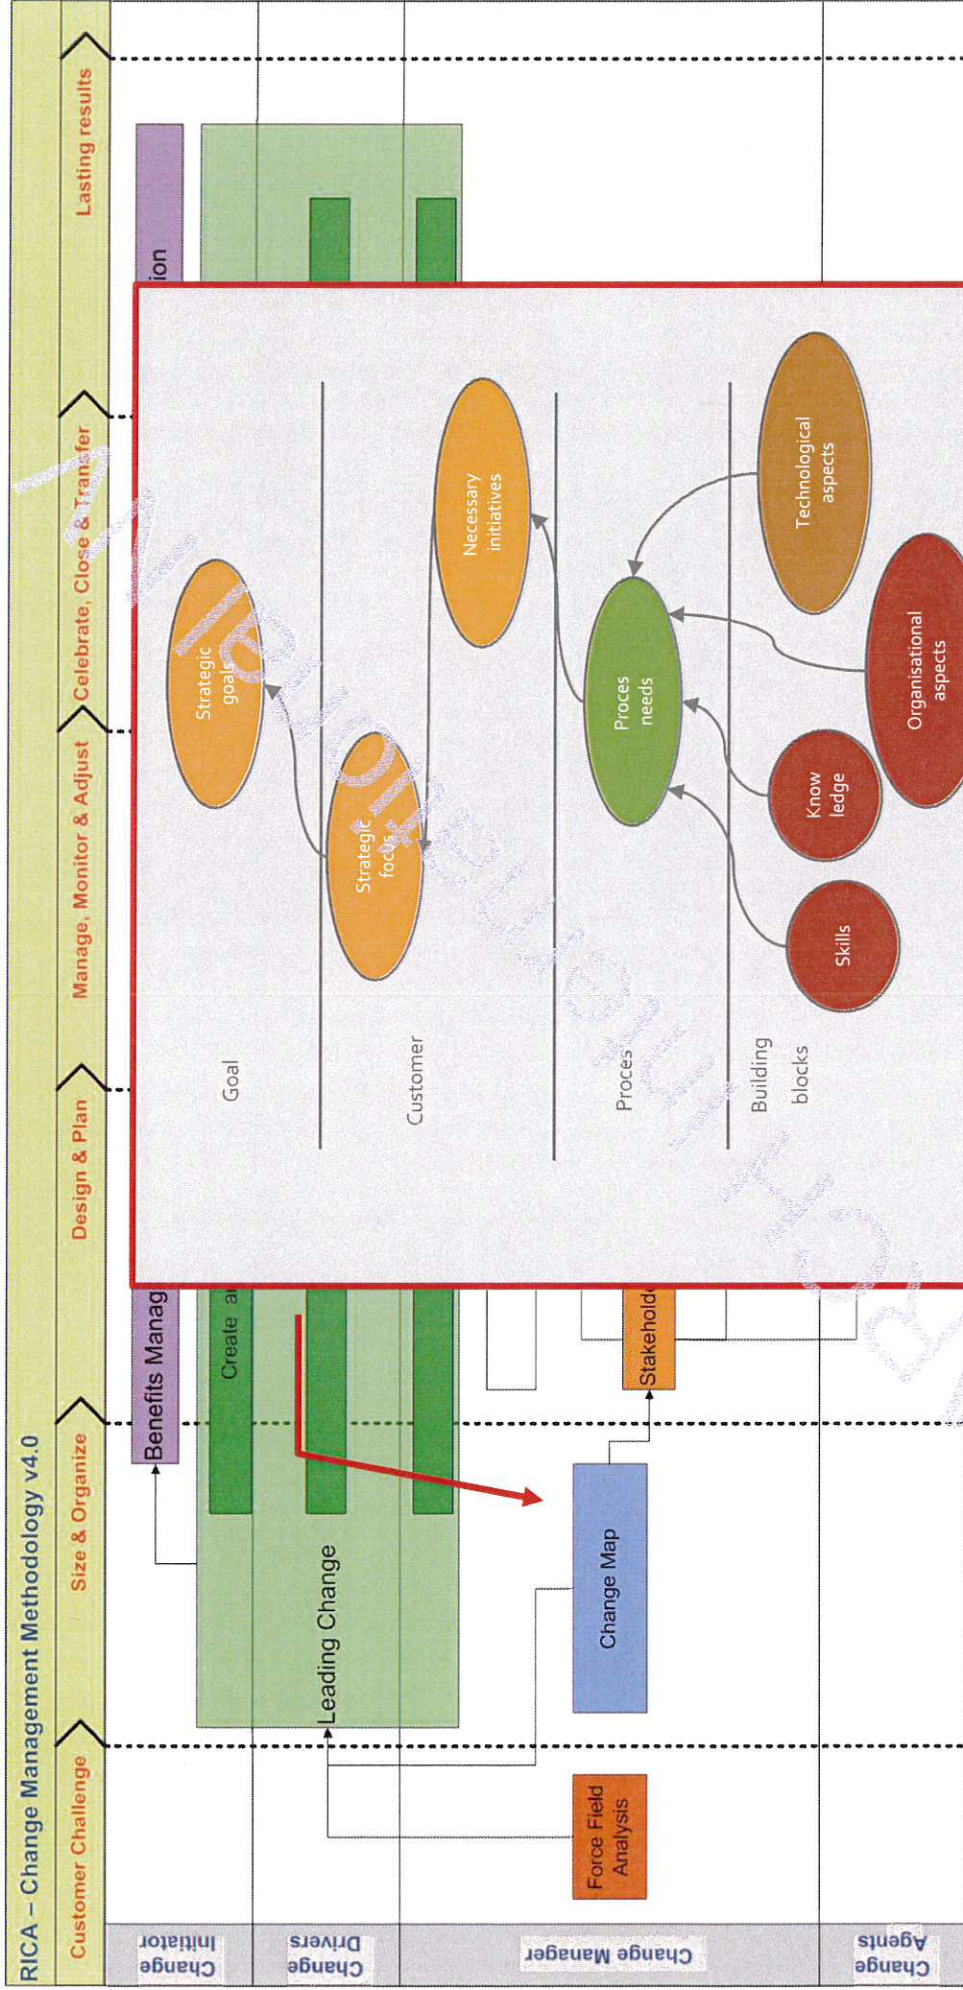 RICA – Change Management Methodology v4.0
Customer Challenge
Size & Organize
Design & Plan
Manage, Monitor & Adjust
Celebrate, Close & Transfer
Lasting results
Change
Initiator
Change
Drivers
Change Manager
Change
Agents
Benefits Manag
ion
Create a
Leading Change
Force Field
Analysis
Change Map
Stakehold
Goal
Strategic
goals
Customer
Strategic
focus
Necessary
initiatives
Proces
Proces
needs
Building
blocks
Skills
Know
ledge
Organisational
aspects
Technological
aspects